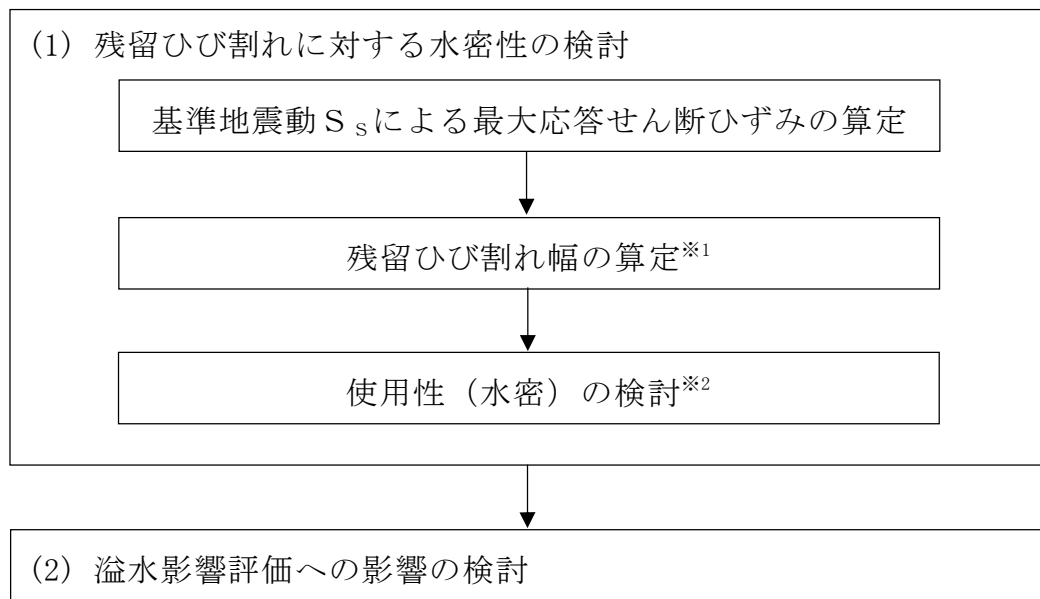 (1) 残留ひび割れに対する水密性の検討
基準地震動Ｓｓによる最大応答せん断ひずみの算定
残留ひび割れ幅の算定※1
使用性（水密）の検討※2
(2) 溢水影響評価への影響の検討